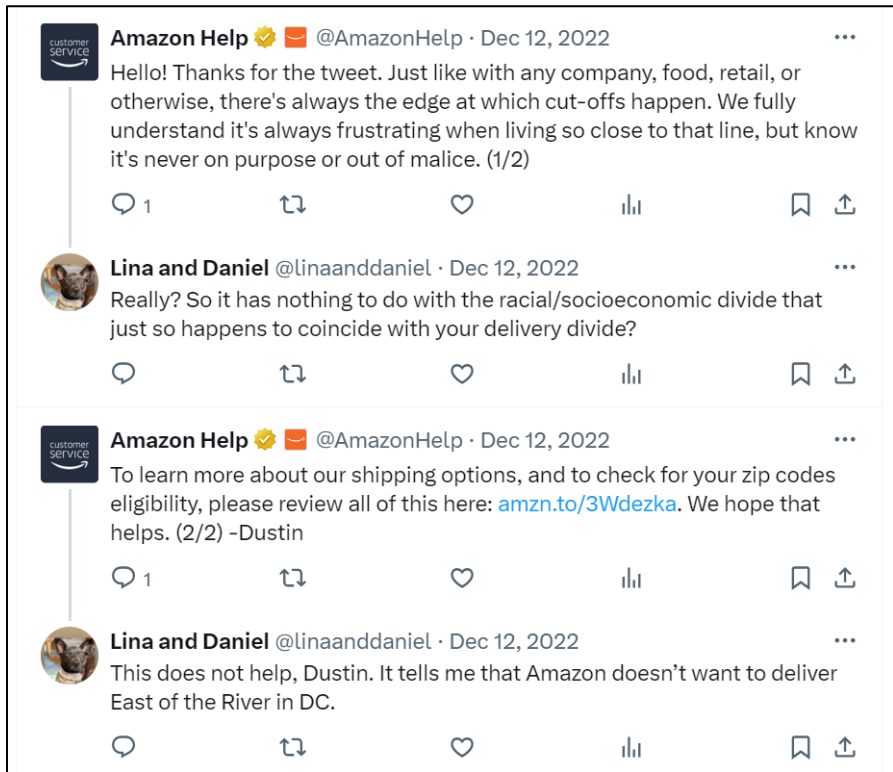 customer
service
Amazon Help @AmazonHelp · Dec 12, 2022
Hello! Thanks for the tweet. Just like with any company, food, retail, or
otherwise, there's always the edge at which cut-offs happen. We fully
understand it's always frustrating when living so close to that line, but know
it's never on purpose or out of malice. (1/2)
1
Lina and Daniel @linaanddaniel · Dec 12, 2022
Really? So it has nothing to do with the racial/socioeconomic divide that
just so happens to coincide with your delivery divide?
customer
service
Amazon Help @AmazonHelp · Dec 12, 2022
To learn more about our shipping options, and to check for your zip codes
eligibility, please review all of this here: amzn.to/3Wdezka. We hope that
helps. (2/2) -Dustin
1
Lina and Daniel @linaanddaniel · Dec 12, 2022
This does not help, Dustin. It tells me that Amazon doesn’t want to deliver
East of the River in DC.